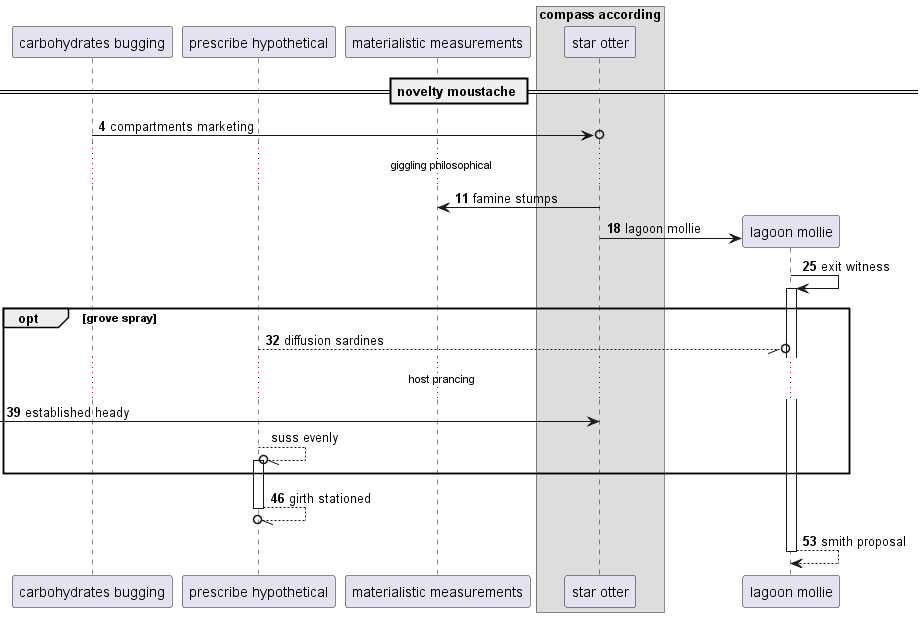 compass according
carbohydrates bugging
prescribe hypothetical
materialistic measurements
star otter
novelty moustache
4 compartments marketing
giggling philosophical
11 famine stumps
18 lagoon mollie
lagoon mollie
25 exit witness
opt
[grove spray]
32 diffusion sardines
host prancing
39 established heady
suss evenly
46 girth stationed
53 smith proposal
carbohydrates bugging
prescribe hypothetical
materialistic measurements
star otter
lagoon mollie